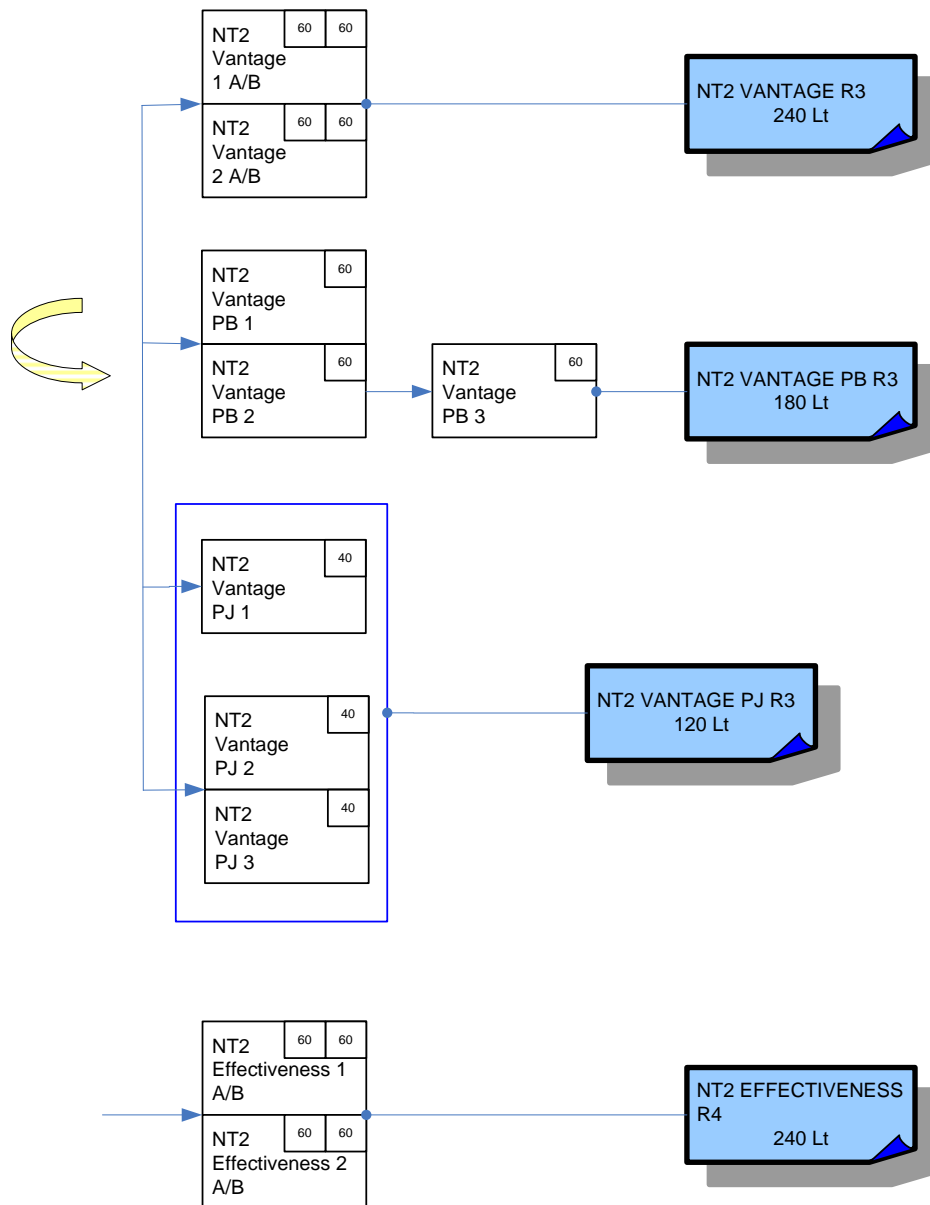 NT2
Vantage
1 A/B
60 60
NT2
Vantage
2 A/B
60 60
NT2 VANTAGE R3
240 Lt
NT2
Vantage
PB 1
60
NT2
Vantage
PB 2
60
NT2
Vantage
PB 3
60
NT2 VANTAGE PB R3
180 Lt
NT2
Vantage
PJ 1
40
NT2
Vantage
PJ 2
40
NT2
Vantage
PJ 3
40
NT2 VANTAGE PJ R3
120 Lt
NT2
Effectiveness 1
A/B
60 60
NT2
Effectiveness 2
A/B
60 60
NT2 EFFECTIVENESS
R4
240 Lt